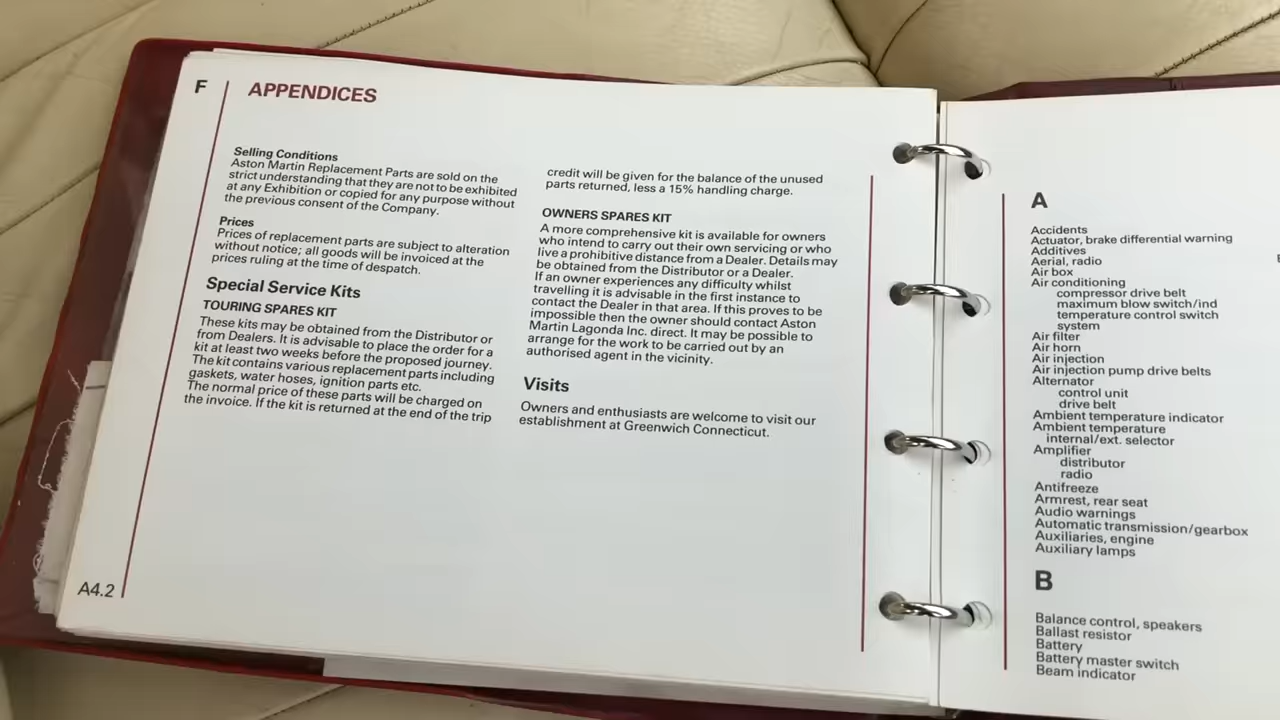 F
APPENDICES
Selling Conditions
Aston Martin Replacement Parts are sold on the
strict understanding that they are not to be exhibited
at any Exhibition or copied for any purpose without
the previous consent of the Company.
Prices
Prices of replacement parts are subject to alteration
without notice; all goods will be invoiced at the
prices ruling at the time of despatch.
Special Service Kits
TOURING SPARES KIT
These kits may be obtained from the Distributor or
from Dealers. It is advisable to place the order for a
kit at least two weeks before the proposed journey.
The kit contains various replacement parts including
gaskets, water hoses, ignition parts etc.
The normal price of these parts will be charged on
the invoice. If the kit is returned at the end of the trip
credit will be given for the balance of the unused
parts returned, less a 15% handling charge.
OWNERS SPARES KIT
A more comprehensive kit is available for owners
who intend to carry out their own servicing or who
live a prohibitive distance from a Dealer. Details may
be obtained from the Distributor or a Dealer.
If an owner experiences any difficulty whilst
travelling it is advisable in the first instance to
contact the Dealer in that area. If this proves to be
impossible then the owner should contact Aston
Martin Lagonda Inc. direct. It may be possible to
arrange for the work to be carried out by an
authorised agent in the vicinity.
Visits
Owners and enthusiasts are welcome to visit our
establishment at Greenwich Connecticut.
A4.2
A
Accidents
Actuator, brake differential warning
Additives
Aerial, radio
Air box
Air conditioning
compressor drive belt
maximum blow switch/ind
temperature control switch
system
Air filter
Air horn
Air injection
Air injection pump drive belts
Alternator
control unit
drive belt
Ambient temperature indicator
Ambient temperature
internal/ext. selector
Amplifier
distributor
radio
Antifreeze
Armrest, rear seat
Audio warnings
Automatic transmission/gearbox
Auxiliaries, engine
Auxiliary lamps
B
Balance control, speakers
Ballast resistor
Battery
Battery master switch
Beam indicator